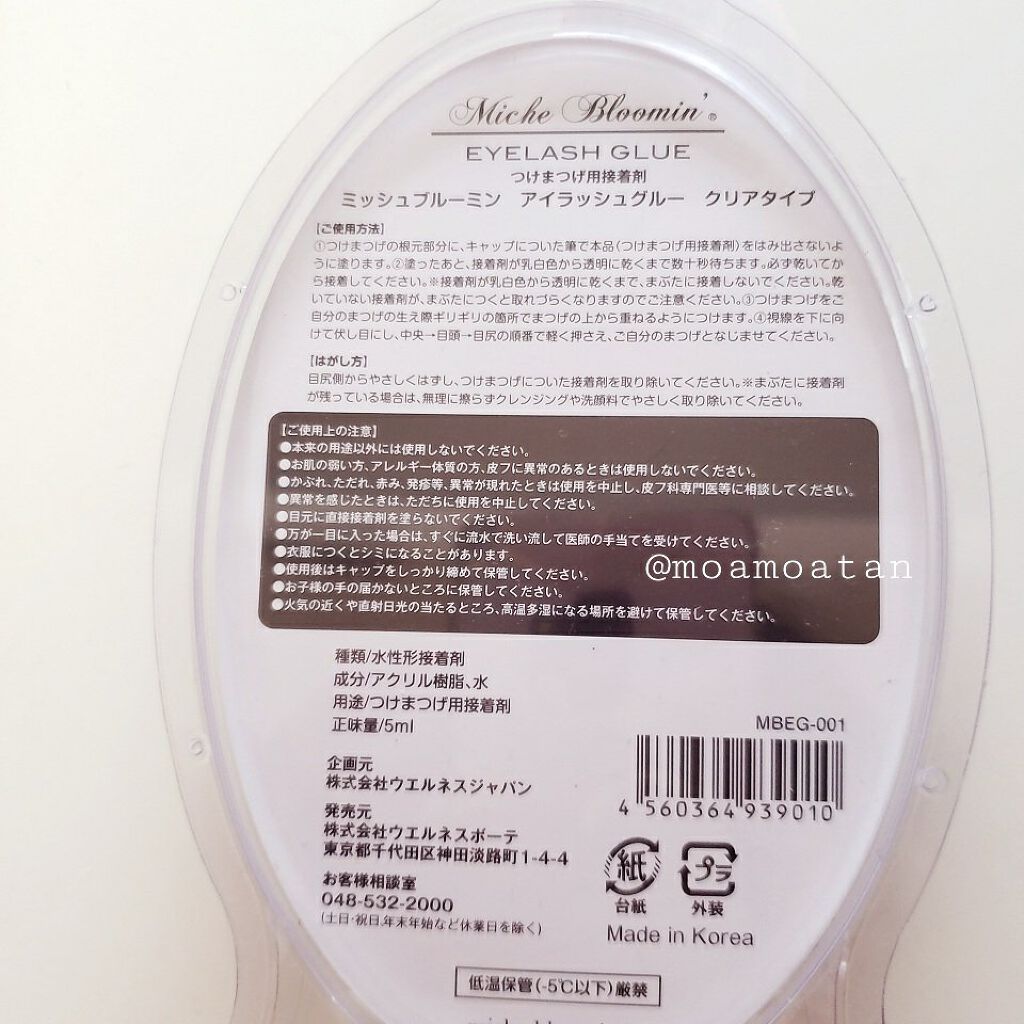 Miche Bloomin'®
EYELASH GLUE
つけまつげ用接着剤
ミッシュブルーミン アイラッシュグルー クリアタイプ
【ご使用方法】
①つけまつげの根元部分に、キャップについた筆で本品(つけまつげ用接着剤)をはみ出さないよ
うに塗ります。②塗ったあと、接着剤が乳白色から透明に乾くまで数十秒待ちます。必ず乾いてか
ら接着してください。※接着剤が乳白色から透明に乾くまで、まぶたに接着しないでください。乾
いていない接着剤が、まぶたにつくと取れづらくなりますのでご注意ください。③つけまつげをご
自分のまつげの生え際ギリギリの箇所でまつげの上から重ねるようにつけます。④視線を下に向
けて伏し目にし、中央→目頭→目尻の順番で軽く押さえ、ご自分のまつげとなじませてください。
【はがし方】
目尻側からやさしくはずし、つけまつげについた接着剤を取り除いてください。※まぶたに接着剤
が残っている場合は、無理に擦らずクレンジングや洗顔料でやさしく取り除いてください。
【ご使用上の注意】
●本来の用途以外には使用しないでください。
●お肌の弱い方、アレルギー体質の方、皮フに異常のあるときは使用しないでください。
●かぶれ、ただれ、赤み、発疹等、異常が現れたときは使用を中止し、皮フ科専門医等に相談してください。
●異常を感じたときは、ただちに使用を中止してください。
●目元に直接接着剤を塗らないでください。
●万が一目に入った場合は、すぐに流水で洗い流して医師の手当てを受けてください。
●衣服につくとシミになることがあります。
●使用後はキャップをしっかり締めて保管してください。
@moamoatan
●お子様の手の届かないところに保管してください。
●火気の近くや直射日光の当たるところ、高温多湿になる場所を避けて保管してください。
種類/水性形接着剤
成分/アクリル樹脂、水
用途/つけまつげ用接着剤
正味量/5ml
MBEG-001
企画元
株式会社ウエルネスジャパン
4 560364 939010
発売元
株式会社ウエルネスボーテ
東京都千代田区神田淡路町1-4-4
紙
プラ
台紙
外装
お客様相談室
048-532-2000
(土日・祝日、年末年始など休業日を除く)
Made in Korea
低温保管(-5℃以下)厳禁